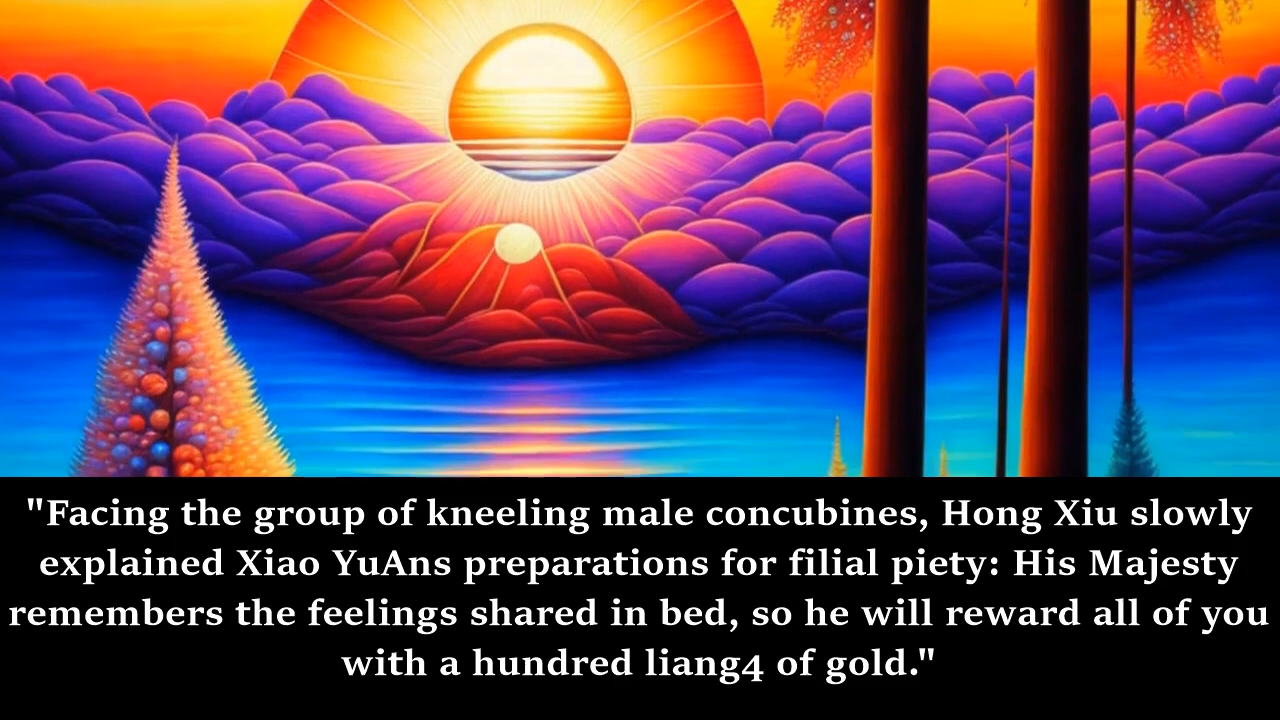 "Facing the group of kneeling male concubines, Hong Xiu slowly
explained Xiao YuAns preparations for filial piety: His Majesty
remembers the feelings shared in bed, so he will reward all of you
with a hundred liang4 of gold."